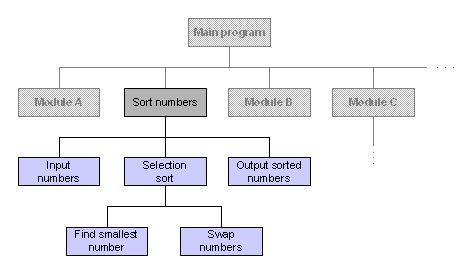 Main program
Module A
Sort numbers
Module B
Module C
Input
numbers
Selection
sort
Output sorted
numbers
Find smallest
number
Swap
numbers